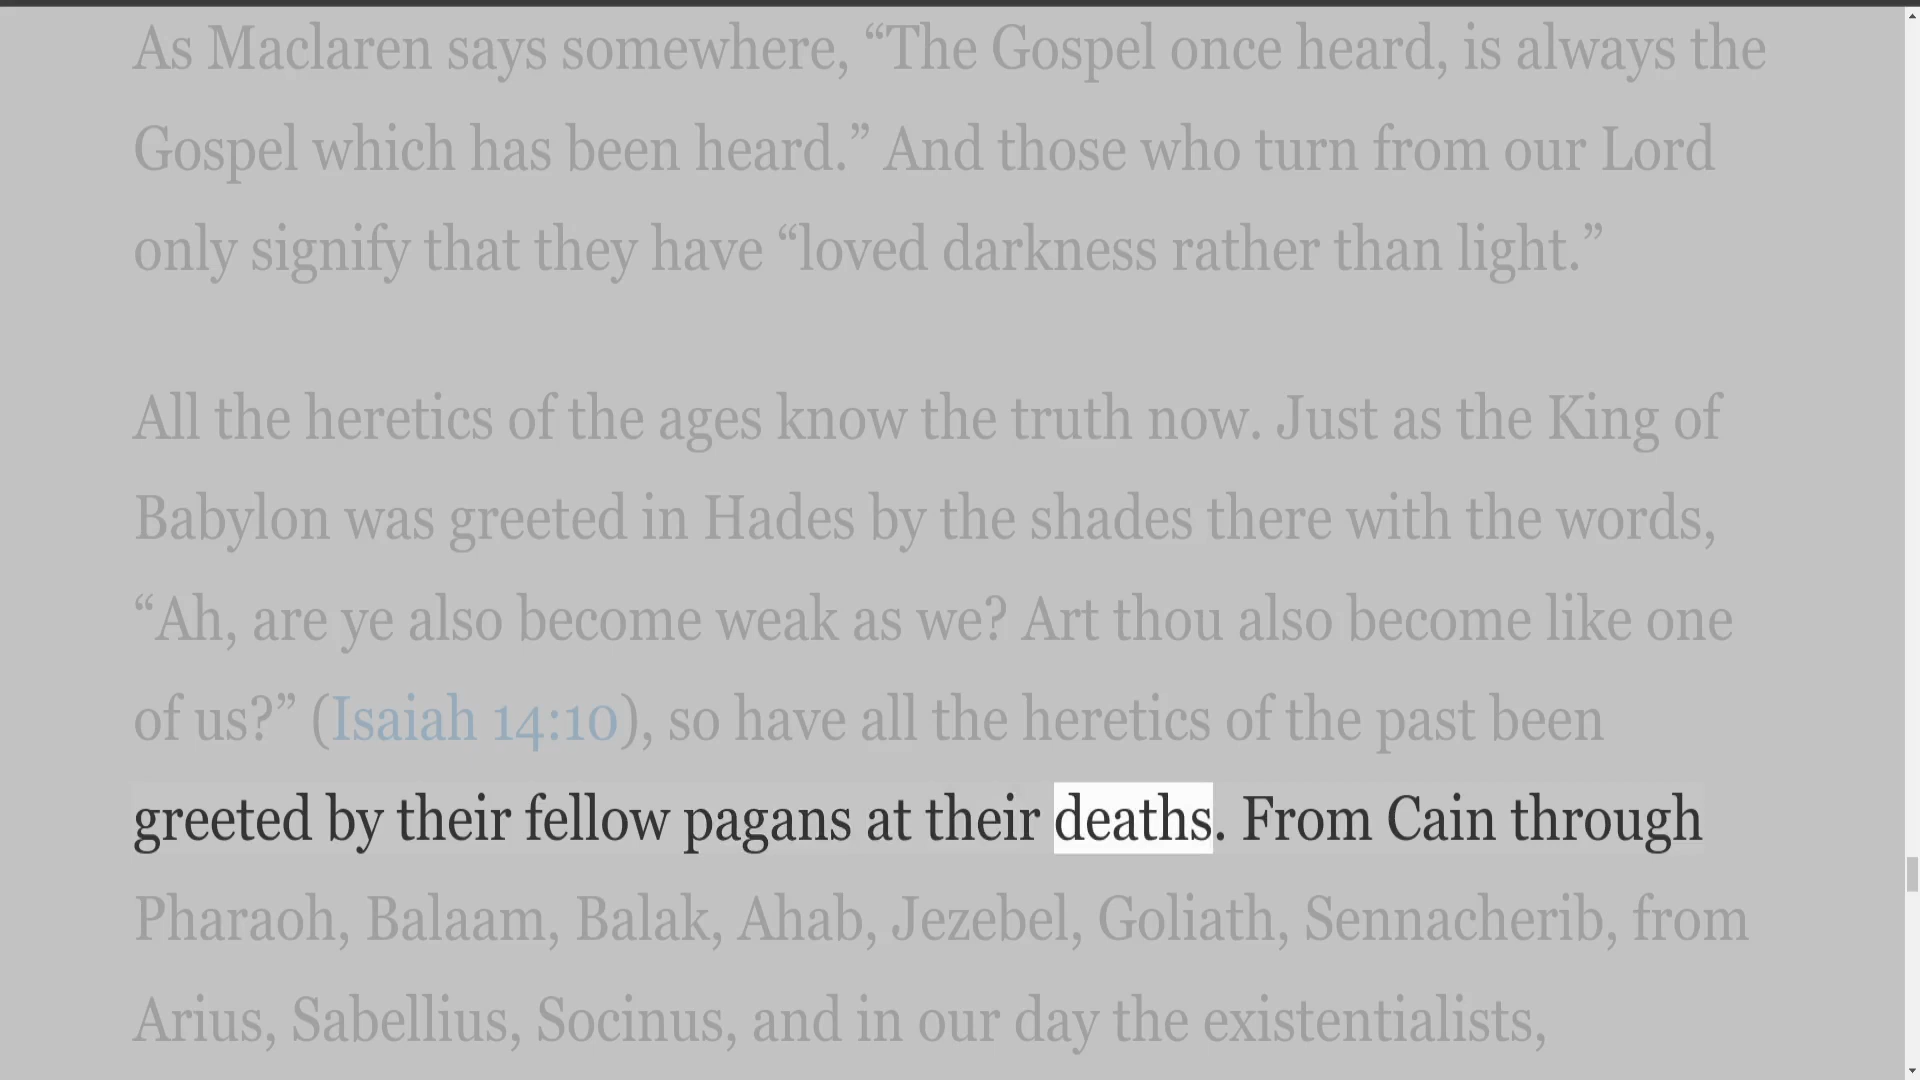 As Maclaren says somewhere, “The Gospel once heard, is always the
Gospel which has been heard.” And those who turn from our Lord
only signify that they have “loved darkness rather than light.”
All the heretics of the ages know the truth now. Just as the King of
Babylon was greeted in Hades by the shades there with the words,
“Ah, are ye also become weak as we? Art thou also become like one
of us?” (Isaiah 14:10), so have all the heretics of the past been
greeted by their fellow pagans at their deaths. From Cain through
Pharaoh, Balaam, Balak, Ahab, Jezebel, Goliath, Sennacherib, from
Arius, Sabellius, Socinus, and in our day the existentialists,